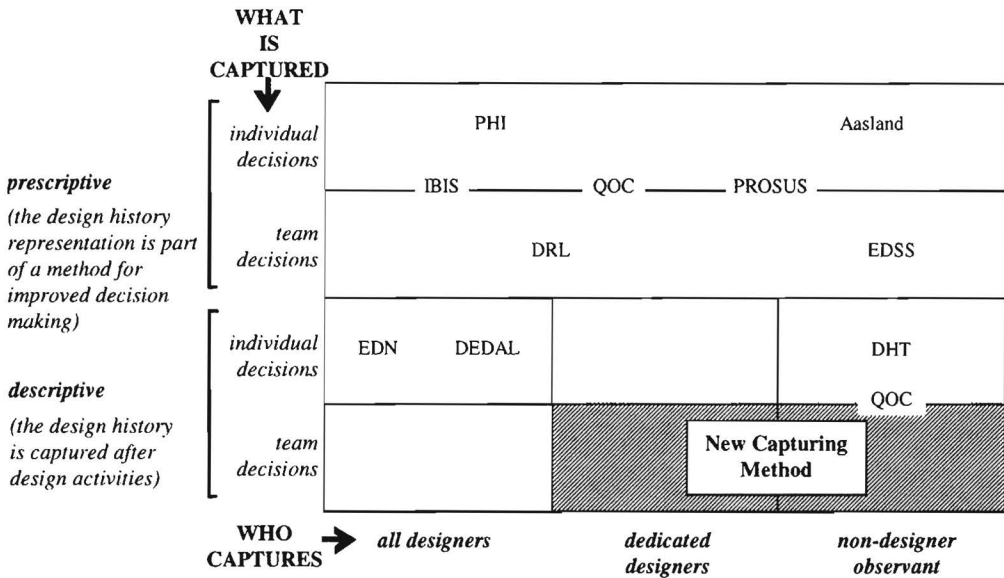 WHAT
IS
CAPTURED
prescriptive
(the design history
representation is part
of a method for
improved decision
making)
individual
decisions
PHI
Aasland
IBIS
QOC
PROSUS
team
decisions
DRL
EDSS
descriptive
(the design history
is captured after
design activities)
individual
decisions
EDN
DEDAL
DHT
QOC
team
decisions
New Capturing
Method
WHO
CAPTURES
all designers
dedicated
designers
non-designer
observant